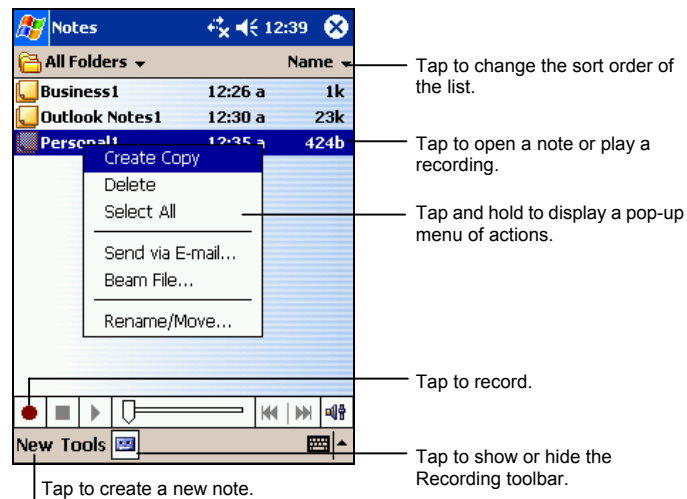 Notes 12:39
All Folders Name
Business1 12:26 a 1k
Outlook Notes1 12:30 a 23k
Personal1 12:35 a 424b
Create Copy
Delete
Select All
Send via E-mail...
Beam File...
Rename/Move...
New Tools
Tap to change the sort order of
the list.
Tap to open a note or play a
recording.
Tap and hold to display a pop-up
menu of actions.
Tap to record.
Tap to show or hide the
Recording toolbar.
Tap to create a new note.